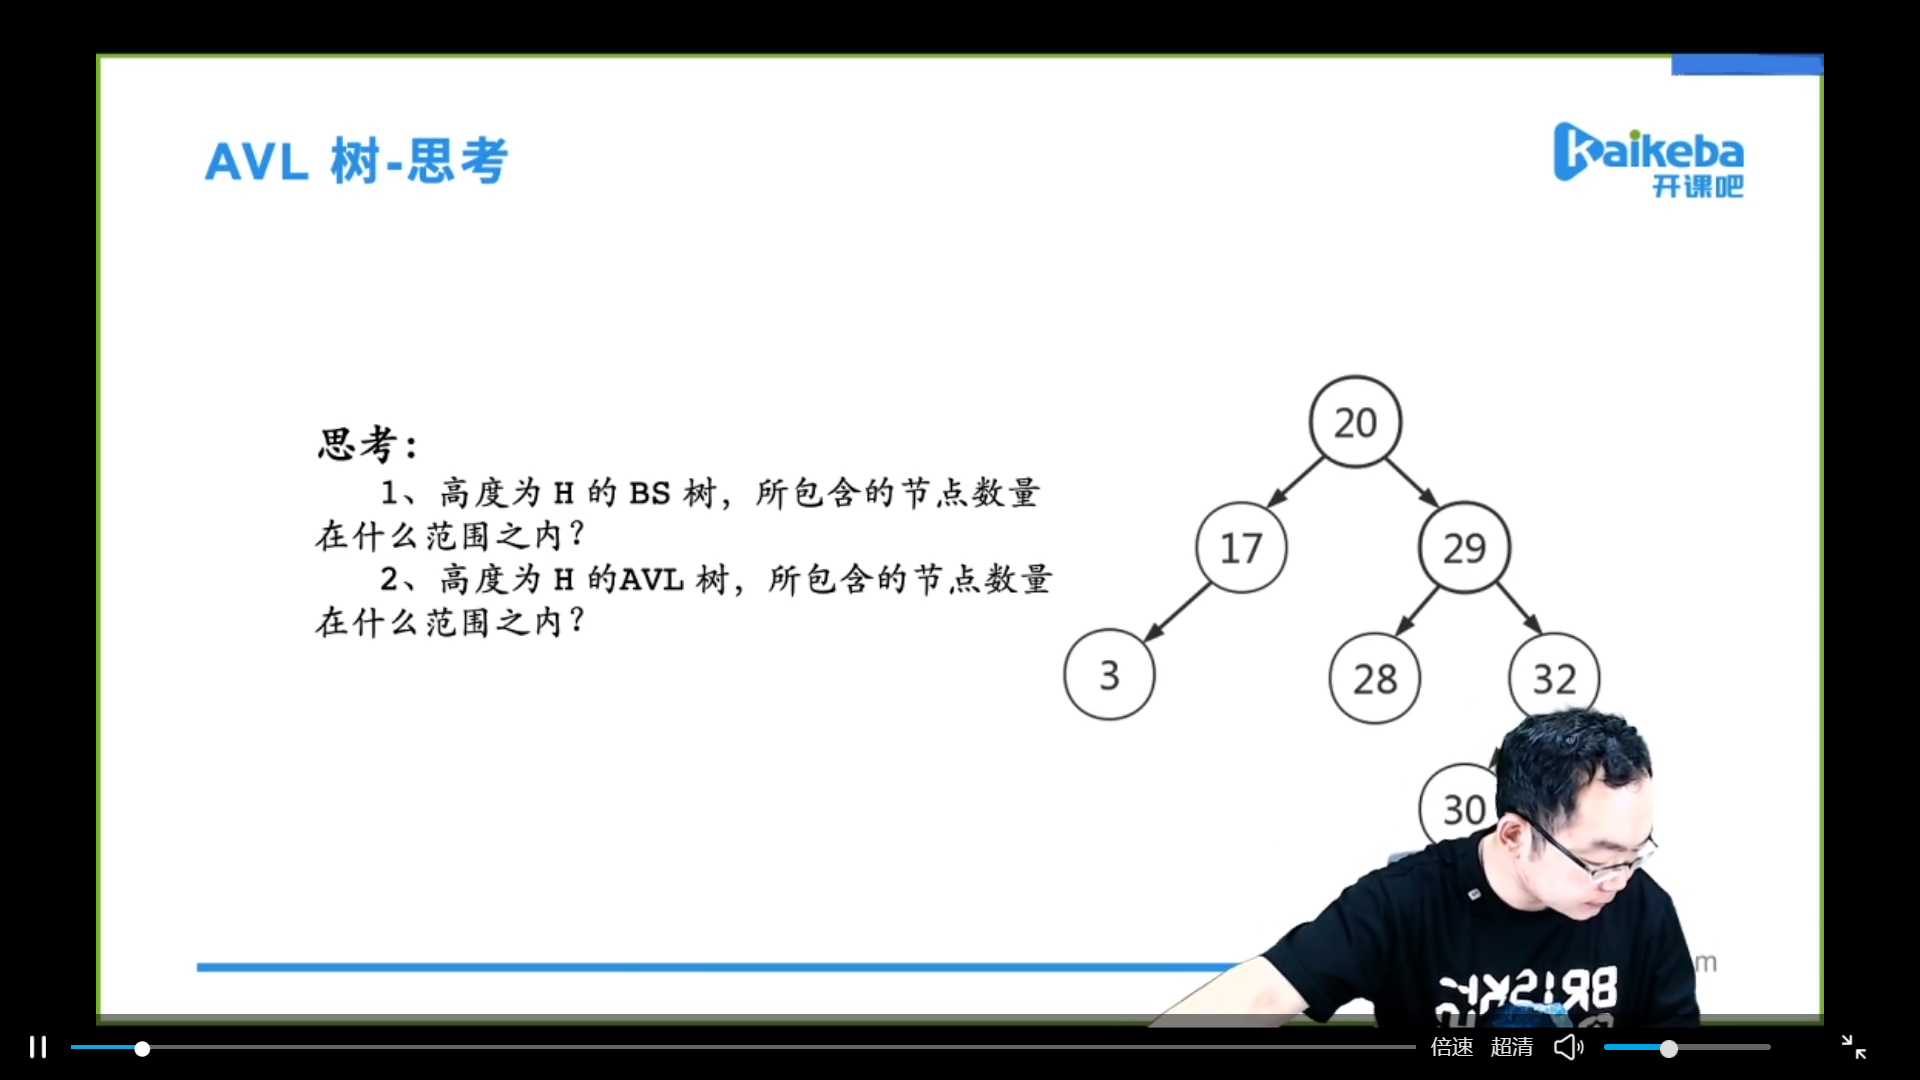 AVL 树-思考
kaikeba
开课吧
思考：
1、高度为 H 的 BS 树，所包含的节点数量
在什么范围之内？
2、高度为 H 的AVL 树，所包含的节点数量
在什么范围之内？
20
17
29
3
28
32
30
m
倍速 超清